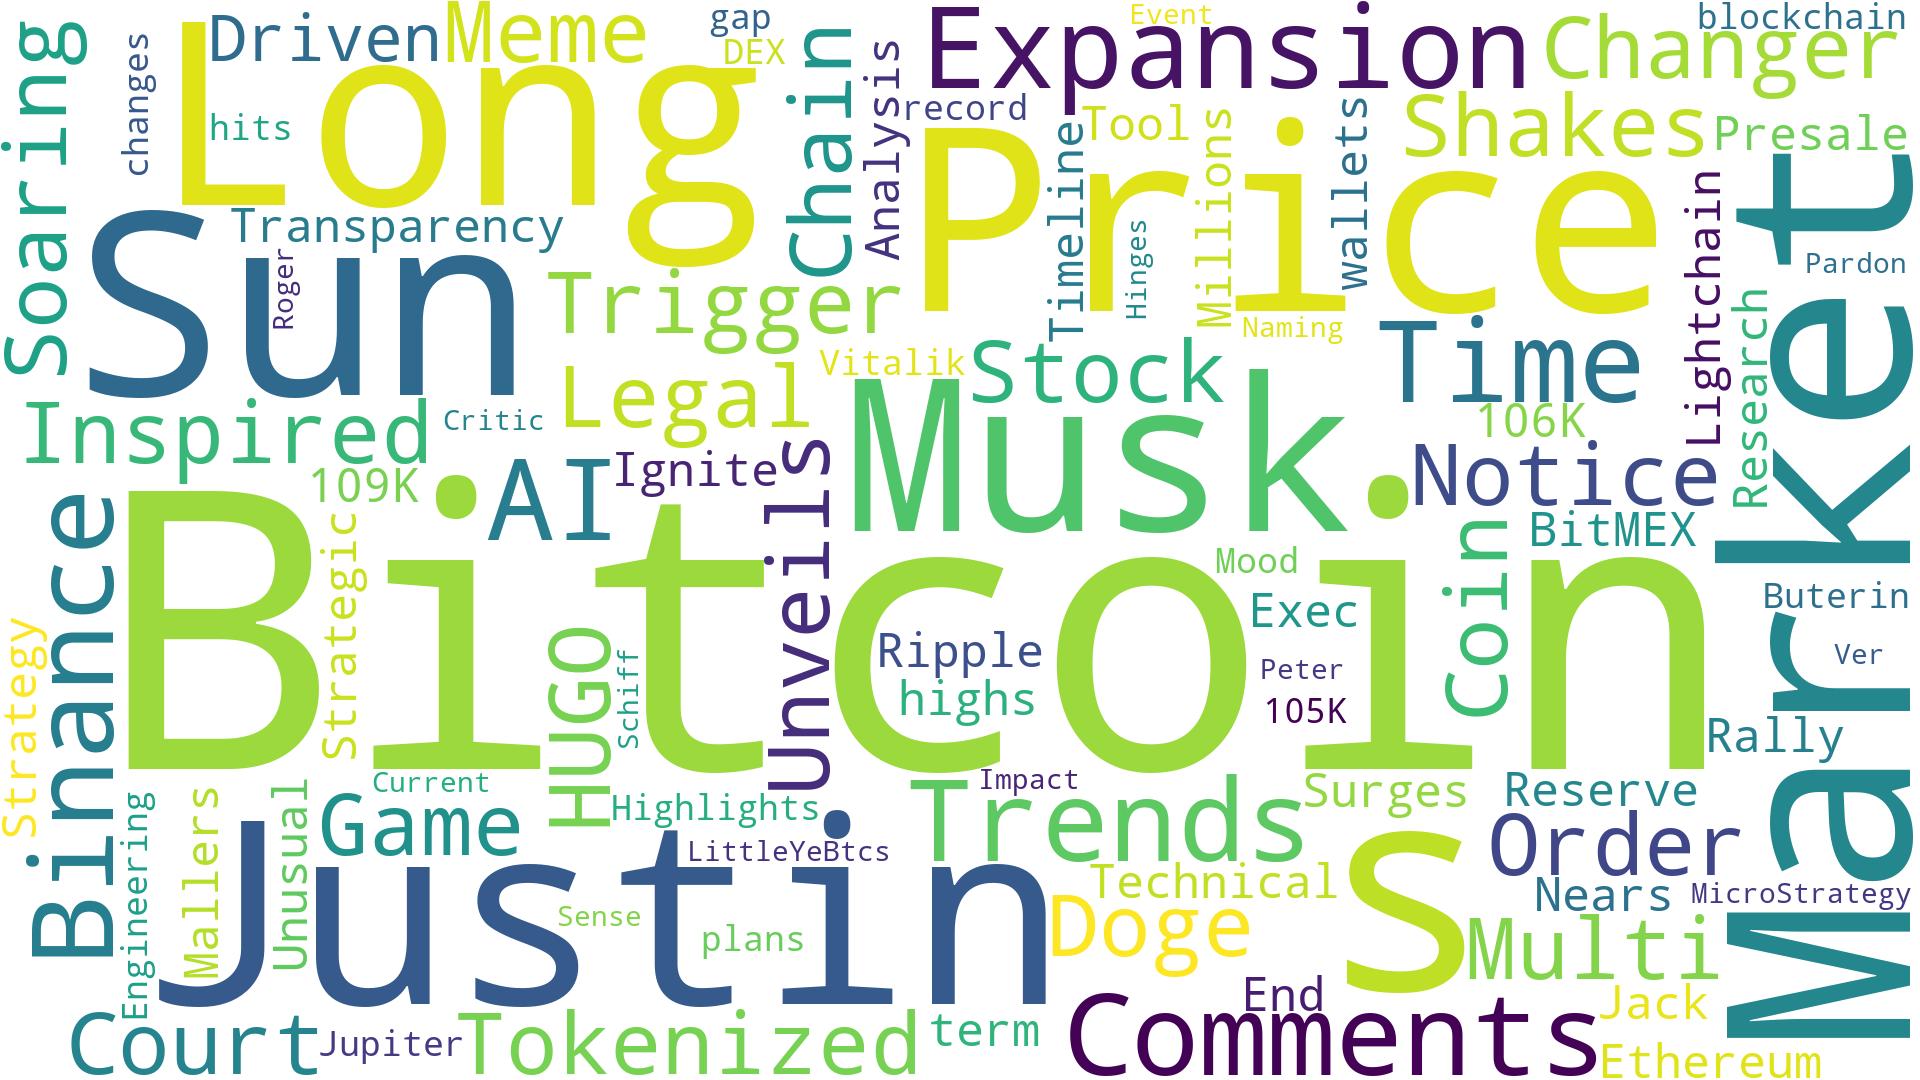 Soaring
changes
Driven
Meme
gap
DEX
Long
hits
Chain
Analysis
Expansion
Event
Changer
blockchain
record
Tool
Millions
wallets
Shakes
Presale
Price
Timeline
Hinges
Naming
Lightchain
Market
Pardon
Research
Sun
Transparency
Roger
Trigger
Legal
Vitalik
Stock
Time
106K
Inspired
Critic
109K
AI
Ignite
Unveils
Musk
Notice
BitMEX
Binance
Bitcoin
Strategic
HUGO
Schiff
Ripple
highs
Mood
Exec
Peter
105K
Coin
Buterin
Ver
Rally
Strategy
Engineering
Mallers
Unusual
Current
Game
Highlights
LittleYeBtcs
Impact
Trends
Surges
Reserve
Order
Nears
MicroStrategy
Justin
Sense
plans
Technical
Doge
s
Multi
Court
Jupiter
Tokenized
term
End
Comments
Jack
Ethereum